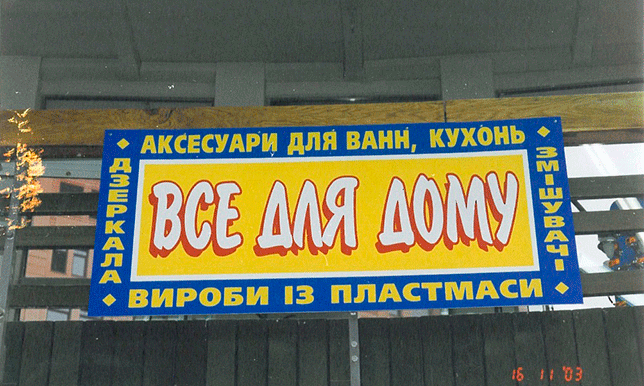 АКСЕСУАРИ ДЛЯ ВАНН, КУХОНЬ
ДЗЕРКАЛА
ВСЕ ДЛЯ ДОМУ
ЗМІШУВАЧІ
ВИРОБИ ІЗ ПЛАСТМАСИ
16 11 '03